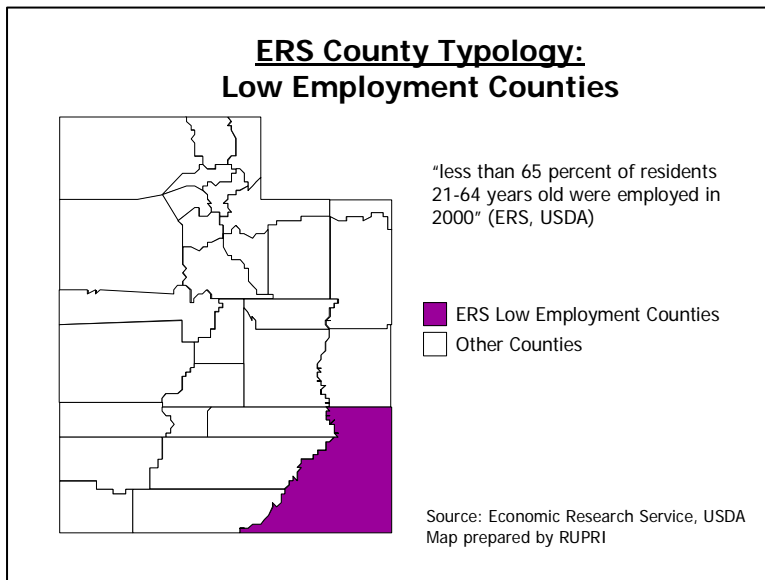 ERS County Typology:
Low Employment Counties
“less than 65 percent of residents
21-64 years old were employed in
2000” (ERS, USDA)
ERS Low Employment Counties
Other Counties
Source: Economic Research Service, USDA
Map prepared by RUPRI